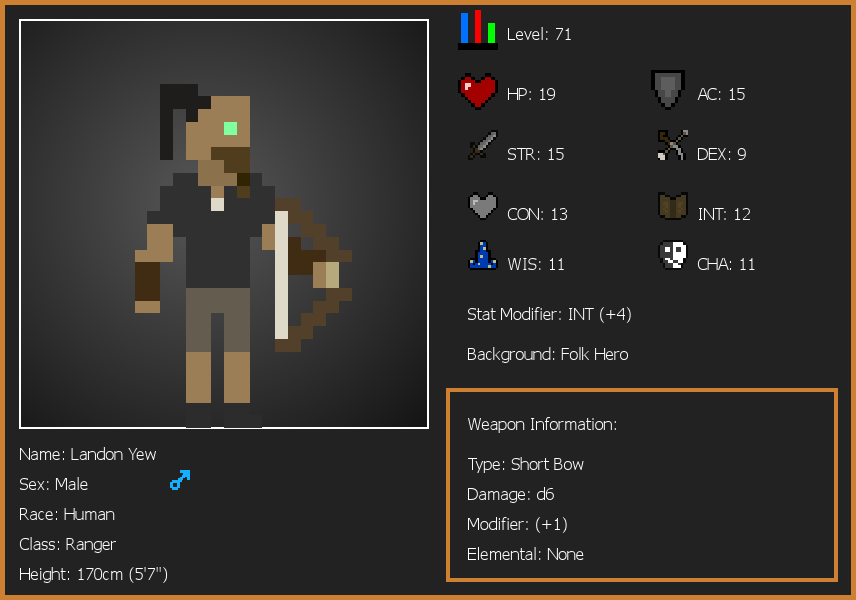 Level: 71
HP: 19
AC: 15
STR: 15
DEX: 9
CON: 13
INT: 12
WIS: 11
CHA: 11
Stat Modifier: INT (+4)
Background: Folk Hero
Weapon Information:
Type: Short Bow
Damage: d6
Modifier: (+1)
Elemental: None
Name: Landon Yew
Sex: Male
Race: Human
Class: Ranger
Height: 170cm (5'7")